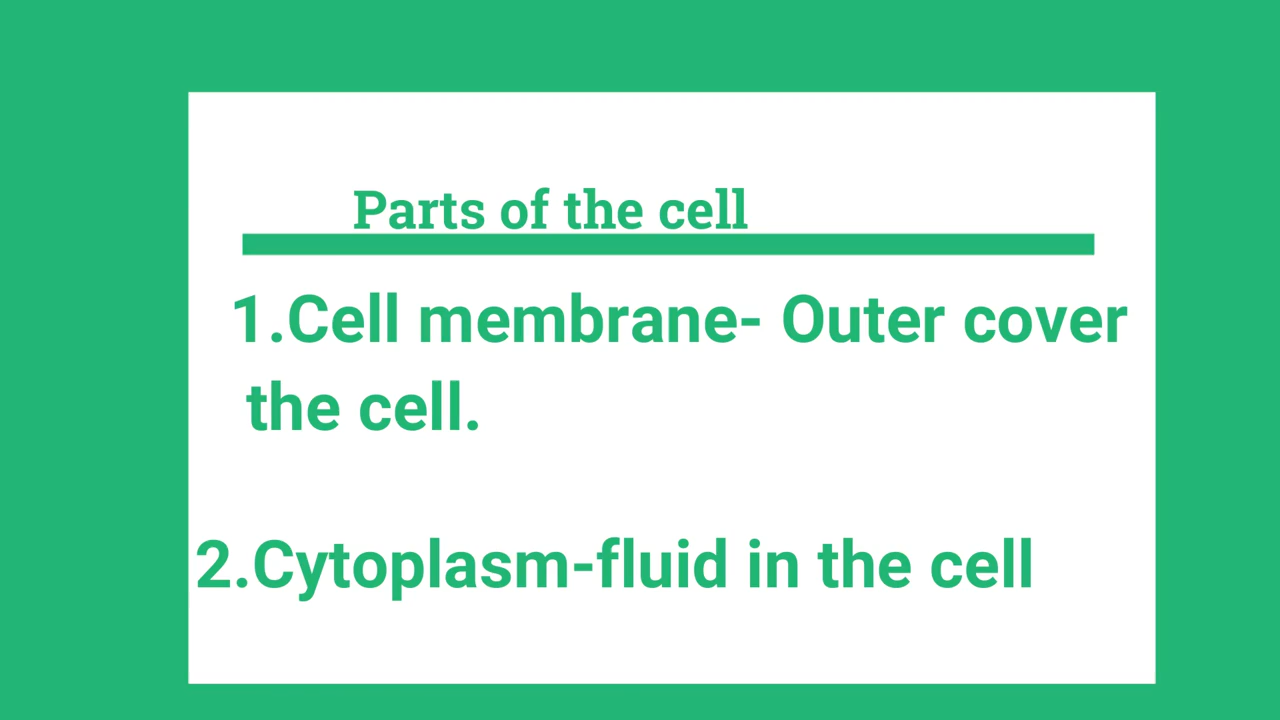 Parts of the cell
1.Cell membrane- Outer cover
the cell.
2.Cytoplasm-fluid in the cell